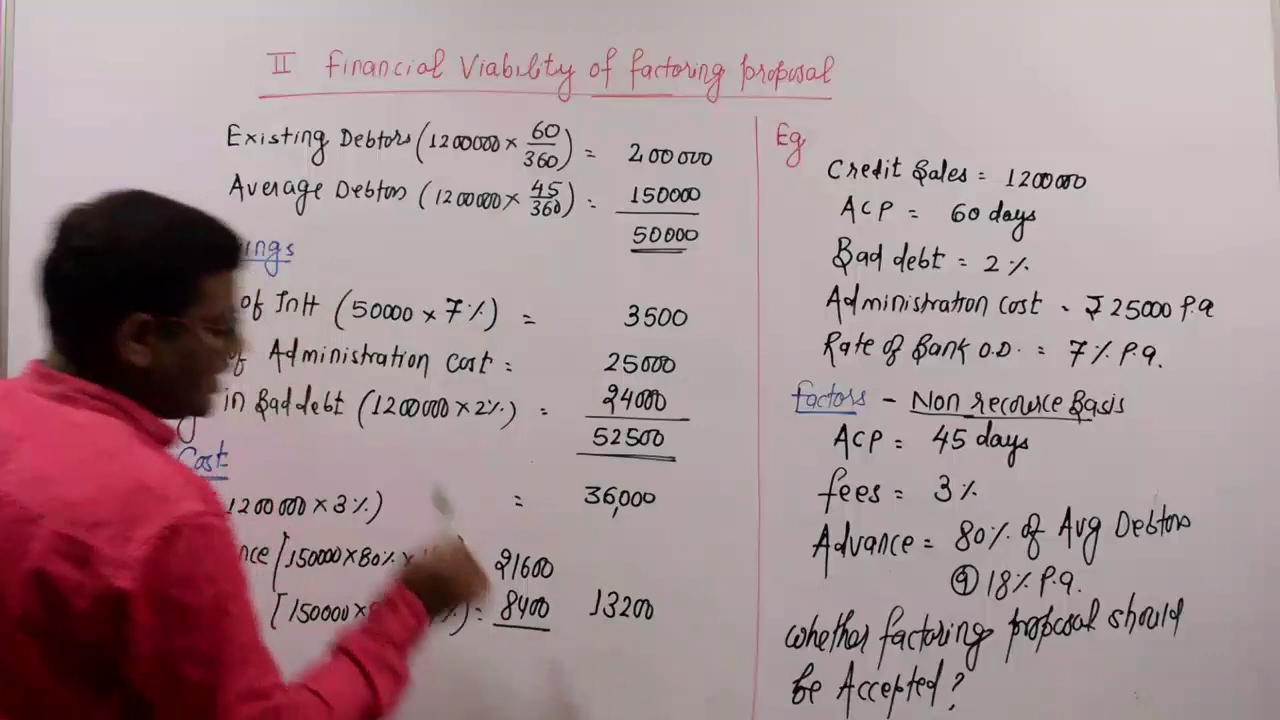 II Financial Viability of factoring proposal
Existing Debtors (1200000 × 60/360) = 200000
Average Debtors (1200000 × 45/360) = 150000
50000
ings
of InH (50000 × 7%) = 3500
of Administration cost = 25000
in Bad debt (1200000 × 2%) = 24000
52500
Cost
1200000 × 3%) = 36,000
nce [150000 × 80% × 21600
[150000 × %) = 8400 13200
Eg
Credit Sales = 1200000
ACP = 60 days
Bad debt = 2%
Administration cost = ₹25000 P.a
Rate of Bank O.D. = 7% P.a.
factors - Non recource Basis
ACP = 45 days
fees = 3%
Advance = 80% of Avg Debtors
@ 18% P.a.
whether factoring proposal should
be Accepted?